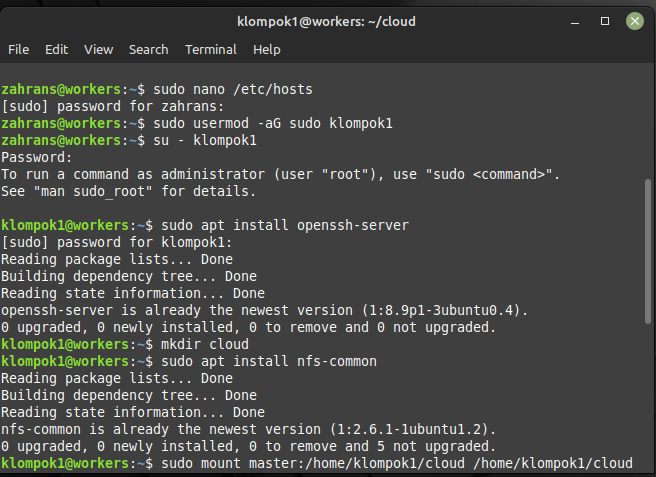 klompok1@workers: ~/cloud
File Edit View Search Terminal Help
zahrans@workers:~$ sudo nano /etc/hosts
[sudo] password for zahrans:
zahrans@workers:~$ sudo usermod -aG sudo klompok1
zahrans@workers:~$ su - klompok1
Password:
To run a command as administrator (user "root"), use "sudo <command>".
See "man sudo_root" for details.
klompok1@workers:~$ sudo apt install openssh-server
[sudo] password for klompok1:
Reading package lists... Done
Building dependency tree... Done
Reading state information... Done
openssh-server is already the newest version (1:8.9p1-3ubuntu0.4).
0 upgraded, 0 newly installed, 0 to remove and 0 not upgraded.
klompok1@workers:~$ mkdir cloud
klompok1@workers:~$ sudo apt install nfs-common
Reading package lists... Done
Building dependency tree... Done
Reading state information... Done
nfs-common is already the newest version (1:2.6.1-1ubuntu1.2).
0 upgraded, 0 newly installed, 0 to remove and 5 not upgraded.
klompok1@workers:~$ sudo mount master:/home/klompok1/cloud /home/klompok1/cloud